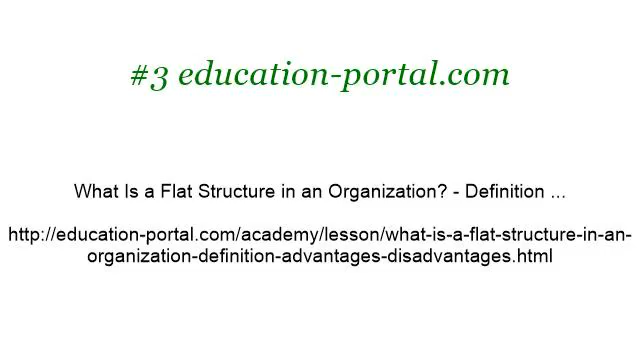 #3 education-portal.com
What Is a Flat Structure in an Organization? - Definition ...
http://education-portal.com/academy/lesson/what-is-a-flat-structure-in-an-
organization-definition-advantages-disadvantages.html